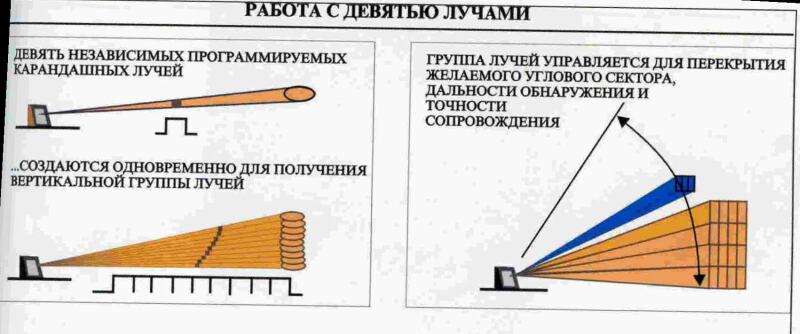 РАБОТА С ДЕВЯТЬЮ ЛУЧАМИ
ДЕВЯТЬ НЕЗАВИСИМЫХ ПРОГРАММИРУЕМЫХ
КАРАНДАШНЫХ ЛУЧЕЙ
...СОЗДАЮТСЯ ОДНОВРЕМЕННО ДЛЯ ПОЛУЧЕНИЯ
ВЕРТИКАЛЬНОЙ ГРУППЫ ЛУЧЕЙ
ГРУППА ЛУЧЕЙ УПРАВЛЯЕТСЯ ДЛЯ ПЕРЕКРЫТИЯ
ЖЕЛАЕМОГО УГЛОВОГО СЕКТОРА,
ДАЛЬНОСТИ ОБНАРУЖЕНИЯ И
ТОЧНОСТИ
СОПРОВОЖДЕНИЯ